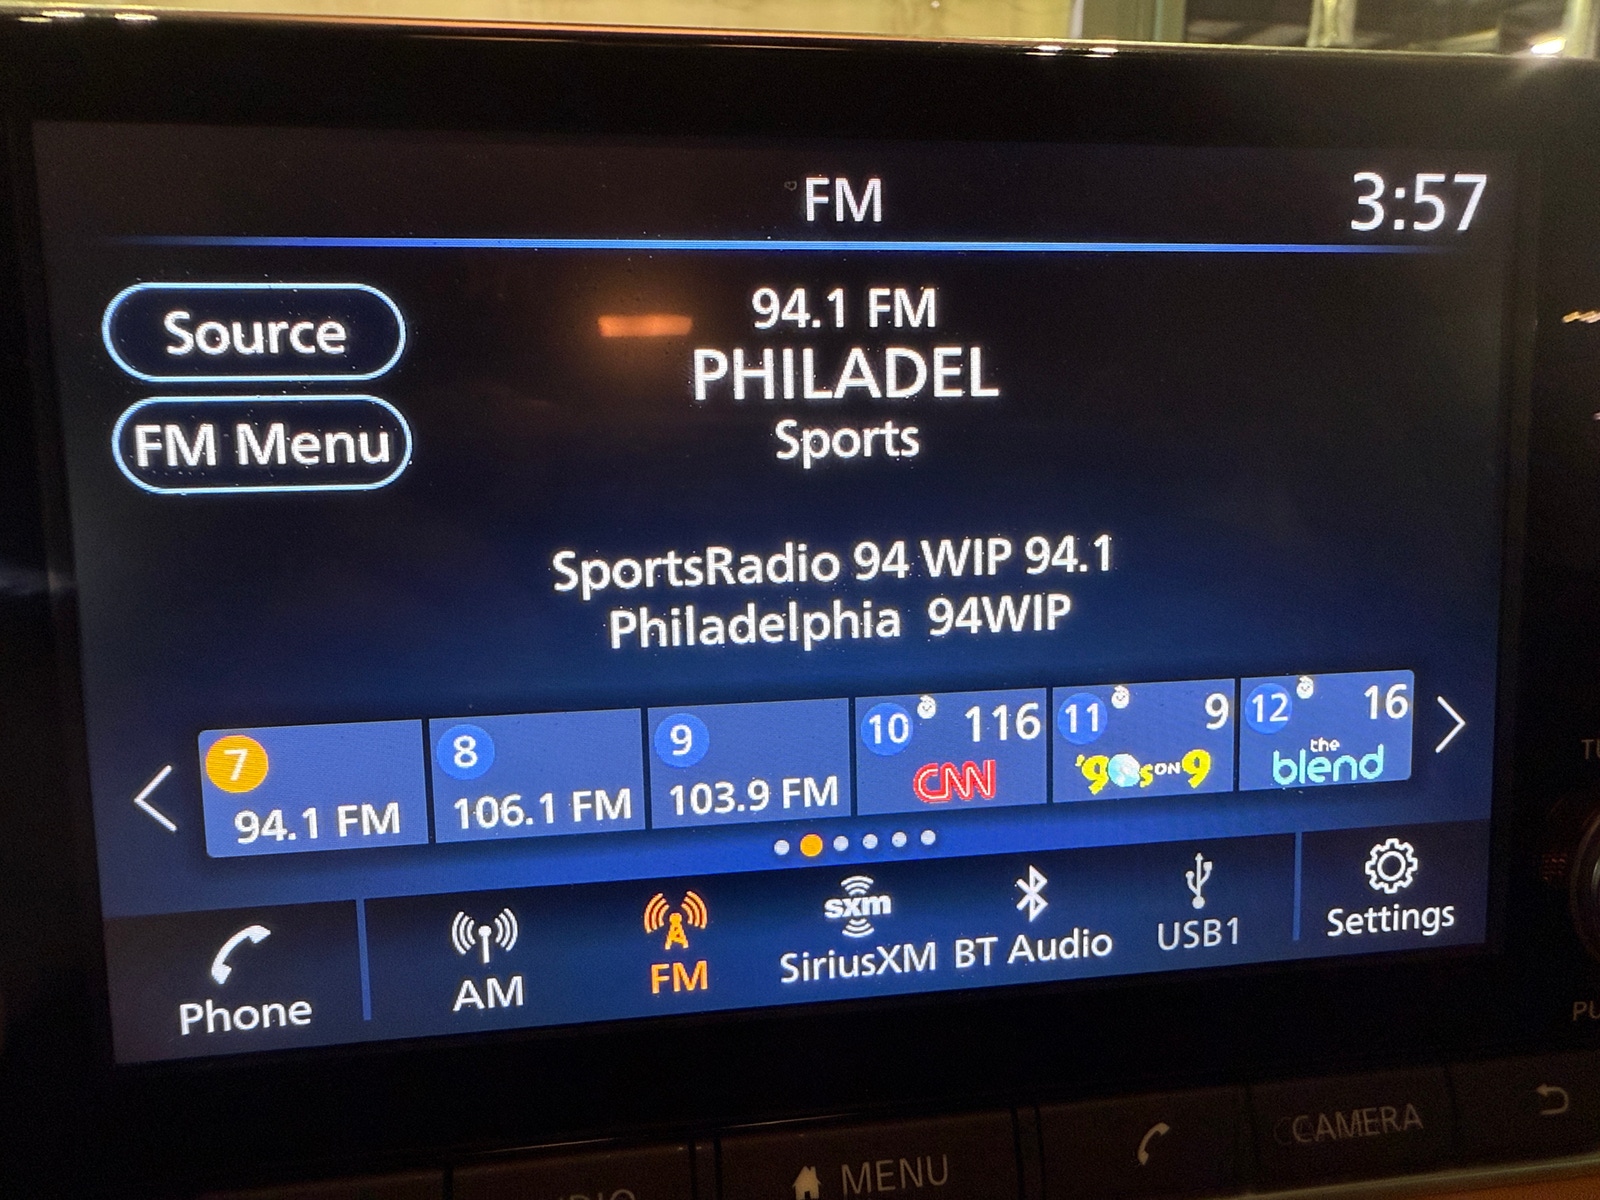 FM
3:57
Source
FM Menu
94.1 FM
PHILADEL
Sports
SportsRadio 94 WIP 94.1
Philadelphia 94WIP
7
94.1 FM
8
106.1 FM
9
103.9 FM
10
116
CNN
11
9
'90s ON 9
12
16
the
blend
Phone
AM
FM
sxm
SiriusXM
BT Audio
USB1
Settings
MENU
CAMERA